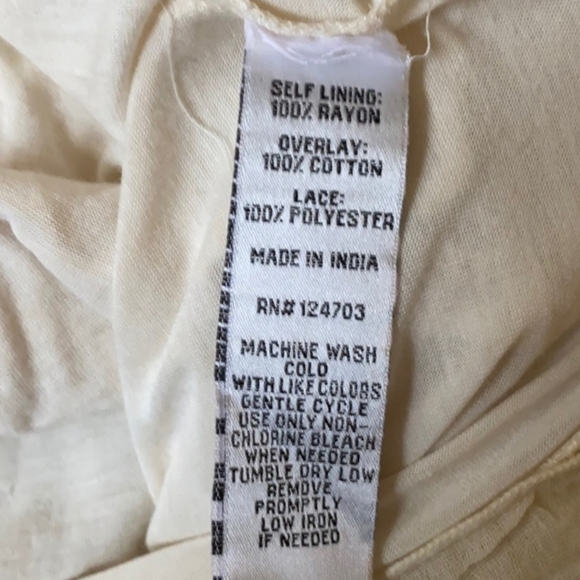 SELF LINING:
100% RAYON
OVERLAY:
100% COTTON
LACE:
100% POLYESTER
MADE IN INDIA
RN# 124703
MACHINE WASH
COLD
WITH LIKE COLORS
GENTLE CYCLE
USE ONLY NON-
CHLORINE BLEACH
WHEN NEEDED
TUMBLE DRY LOW
REMOVE
PROMPTLY
LOW IRON
IF NEEDED